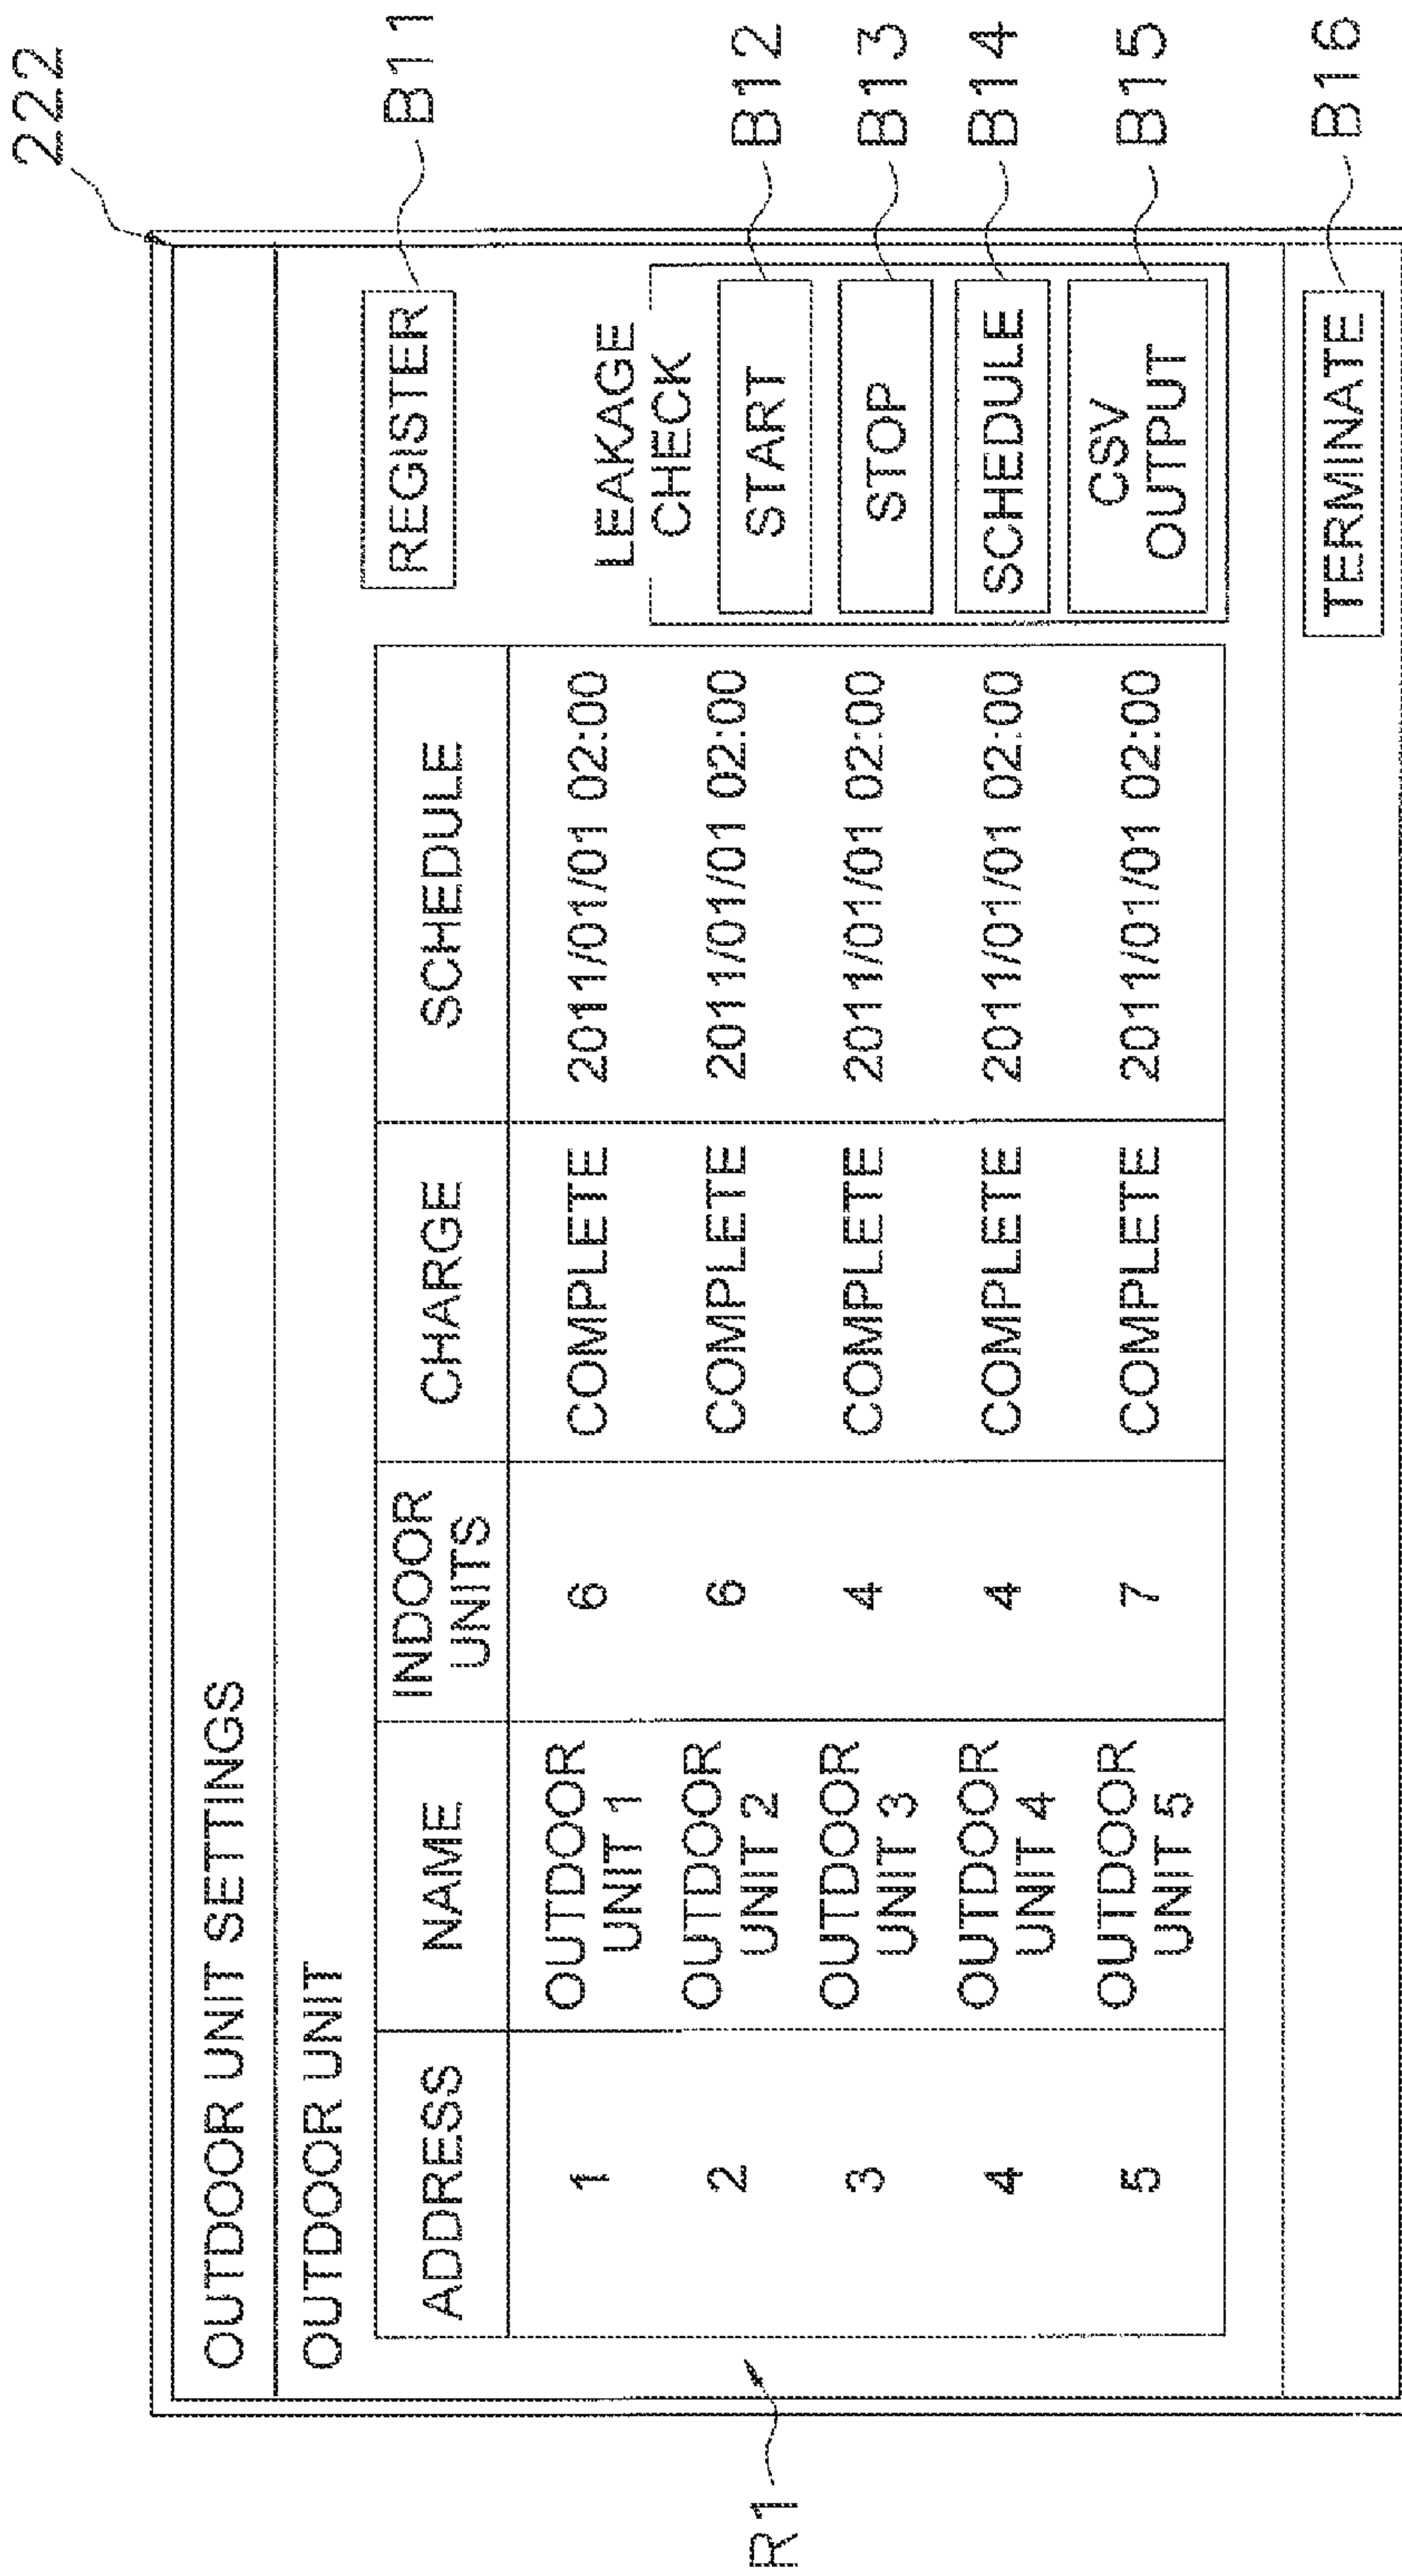 222
OUTDOOR UNIT SETTINGS
OUTDOOR UNIT
REGISTER
B11
ADDRESS
NAME
INDOOR
UNITS
CHARGE
SCHEDULE
1
OUTDOOR
UNIT 1
6
COMPLETE
2011/01/01 02:00
2
OUTDOOR
UNIT 2
6
COMPLETE
2011/01/01 02:00
3
OUTDOOR
UNIT 3
4
COMPLETE
2011/01/01 02:00
4
OUTDOOR
UNIT 4
4
COMPLETE
2011/01/01 02:00
5
OUTDOOR
UNIT 5
7
COMPLETE
2011/01/01 02:00
LEAKAGE
CHECK
START
B12
STOP
B13
SCHEDULE
B14
CSV
OUTPUT
B15
TERMINATE
B16
R1